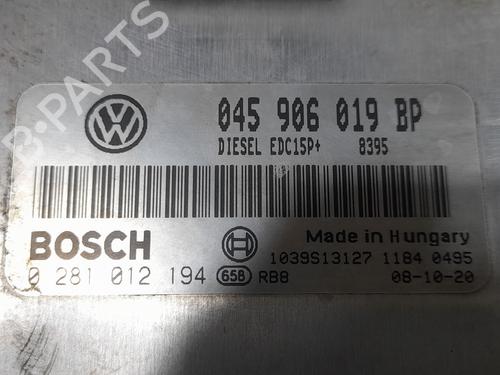 B-PARTS
045 906 019 BP
DIESEL EDC15P+ 8395
BOSCH
Made in Hungary
1039S13127 1184 0495
0 281 012 194 658 RB8 08-10-20